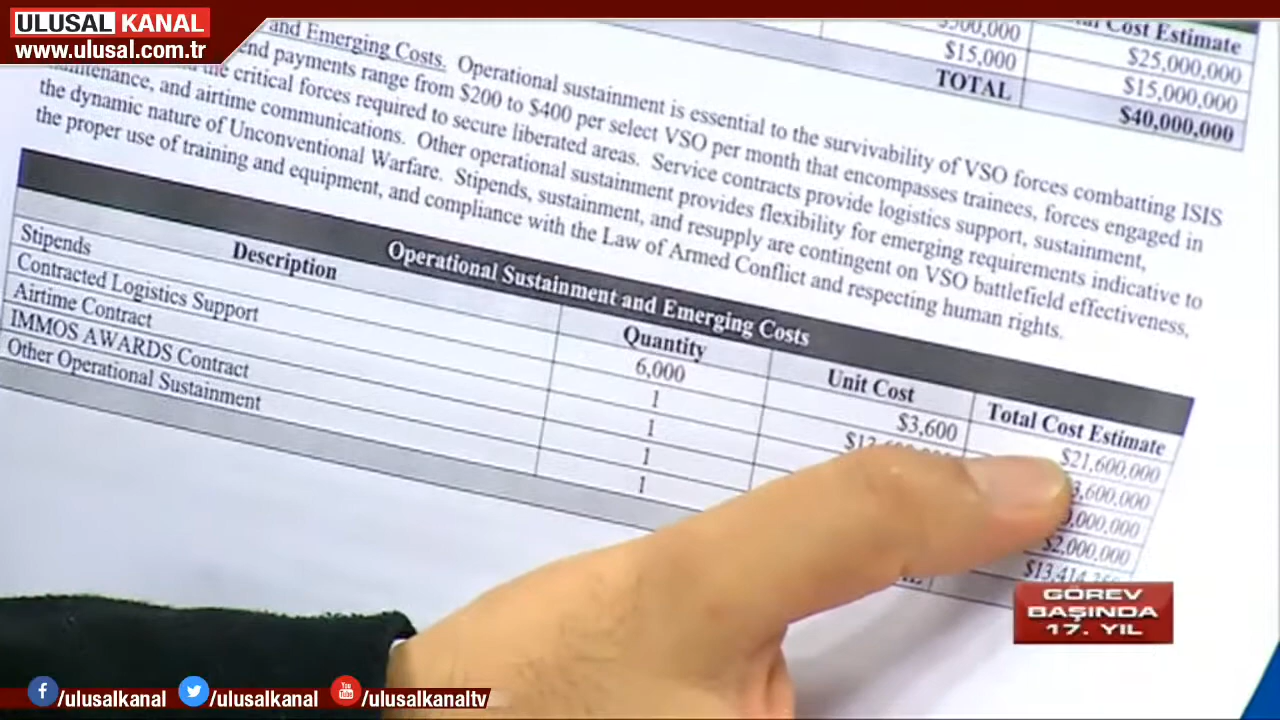 ULUSAL KANAL
www.ulusal.com.tr
Cost Estimate
$25,000,000
$15,000 $15,000,000
TOTAL $40,000,000
and Emerging Costs. Operational sustainment is essential to the survivability of VSO forces combatting ISIS
payments range from $200 to $400 per select VSO per month that encompasses trainees, forces engaged in
critical forces required to secure liberated areas. Service contracts provide logistics support, sustainment,
maintenance, and airtime communications. Other operational sustainment provides flexibility for emerging requirements indicative to
the dynamic nature of Unconventional Warfare. Stipends, sustainment, and resupply are contingent on VSO battlefield effectiveness,
the proper use of training and equipment, and compliance with the Law of Armed Conflict and respecting human rights.
Operational Sustainment and Emerging Costs
Description Quantity Unit Cost Total Cost Estimate
Stipends 6,000 $3,600 $21,600,000
Contracted Logistics Support 1 3,600,000
Airtime Contract 1 ,000,000
IMMOS AWARDS Contract 1 $2,000,000
Other Operational Sustainment 1
GÖREV
BAŞINDA
17. YIL
/ulusalkanal /ulusalkanal You Tube /ulusalkanaltv